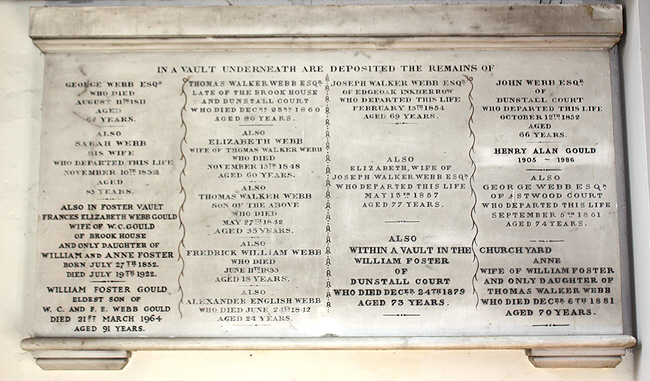 IN A VAULT UNDERNEATH ARE DEPOSITED THE REMAINS OF
GEORGE WEBB ESQR
WHO DIED
AUGUST 11TH 1811
AGED
62 YEARS.
ALSO
SARAH WEBB
HIS WIFE
WHO DEPARTED THIS LIFE
NOVEMBER 10TH
AGED
YEARS.
ALSO IN FOSTER VAULT
FRANCES ELIZABETH WEBB GOULD
WIFE OF W.C. GOULD
OF BROOK HOUSE
AND ONLY DAUGHTER OF
WILLIAM AND ANNE FOSTER
BORN JULY 27TH 1852.
DIED JULY 19TH 1922.
WILLIAM FOSTER GOULD,
ELDEST SON OF
W. C. AND F. E. WEBB GOULD
DIED 21ST MARCH 1964
AGED 91 YEARS.
THOMAS WALKER WEBB ESQR
LATE OF THE BROOK HOUSE
AND DUNSTALL COURT
WHO DIED DECR 25TH 1860
AGED 80 YEARS.
ALSO
ELIZABETH WEBB
WIFE OF THOMAS WALKER WEBB
WHO DIED
NOVEMBER 15TH 1848
AGED 60 YEARS.
ALSO
THOMAS WALKER WEBB
SON OF THE ABOVE
WHO DIED
MAY 27TH 1842
AGED 35 YEARS.
ALSO
FREDRICK WILLIAM WEBB
WHO DIED
JUNE 11TH 1833
AGED 18 YEARS.
ALSO
ALEXANDER ENGLISH WEBB
WHO DIED JUNE 24TH 1842
AGED 24 YEARS.
JOSEPH WALKER WEBB ESQR
OF EDGEOAK INKBERROW
WHO DEPARTED THIS LIFE
FEBRUARY 15TH 1854
AGED 69 YEARS.
ALSO
ELIZABETH, WIFE OF
JOSEPH WALKER WEBB ESQR
WHO DEPARTED THIS LIFE
MAY 15TH 1857
AGED 77 YEARS.
ALSO
WITHIN A VAULT IN THE CHURCH YARD
WILLIAM FOSTER
OF
DUNSTALL COURT
WHO DIED DECBR 24TH 1879
AGED 73 YEARS.
JOHN WEBB ESQR
OF
DUNSTALL COURT
WHO DEPARTED THIS LIFE
OCTOBER 12TH 1852
AGED
66 YEARS.
HENRY ALAN GOULD
1905 ~ 1986
ALSO
GEORGE WEBB ESQR
OF ASTWOOD COURT
WHO DEPARTED THIS LIFE
SEPTEMBER 5TH 1861
AGED 74 YEARS.
ANNE
WIFE OF WILLIAM FOSTER
AND ONLY DAUGHTER OF
THOMAS WALKER WEBB
WHO DIED DECBR 6TH 1881
AGED 70 YEARS.